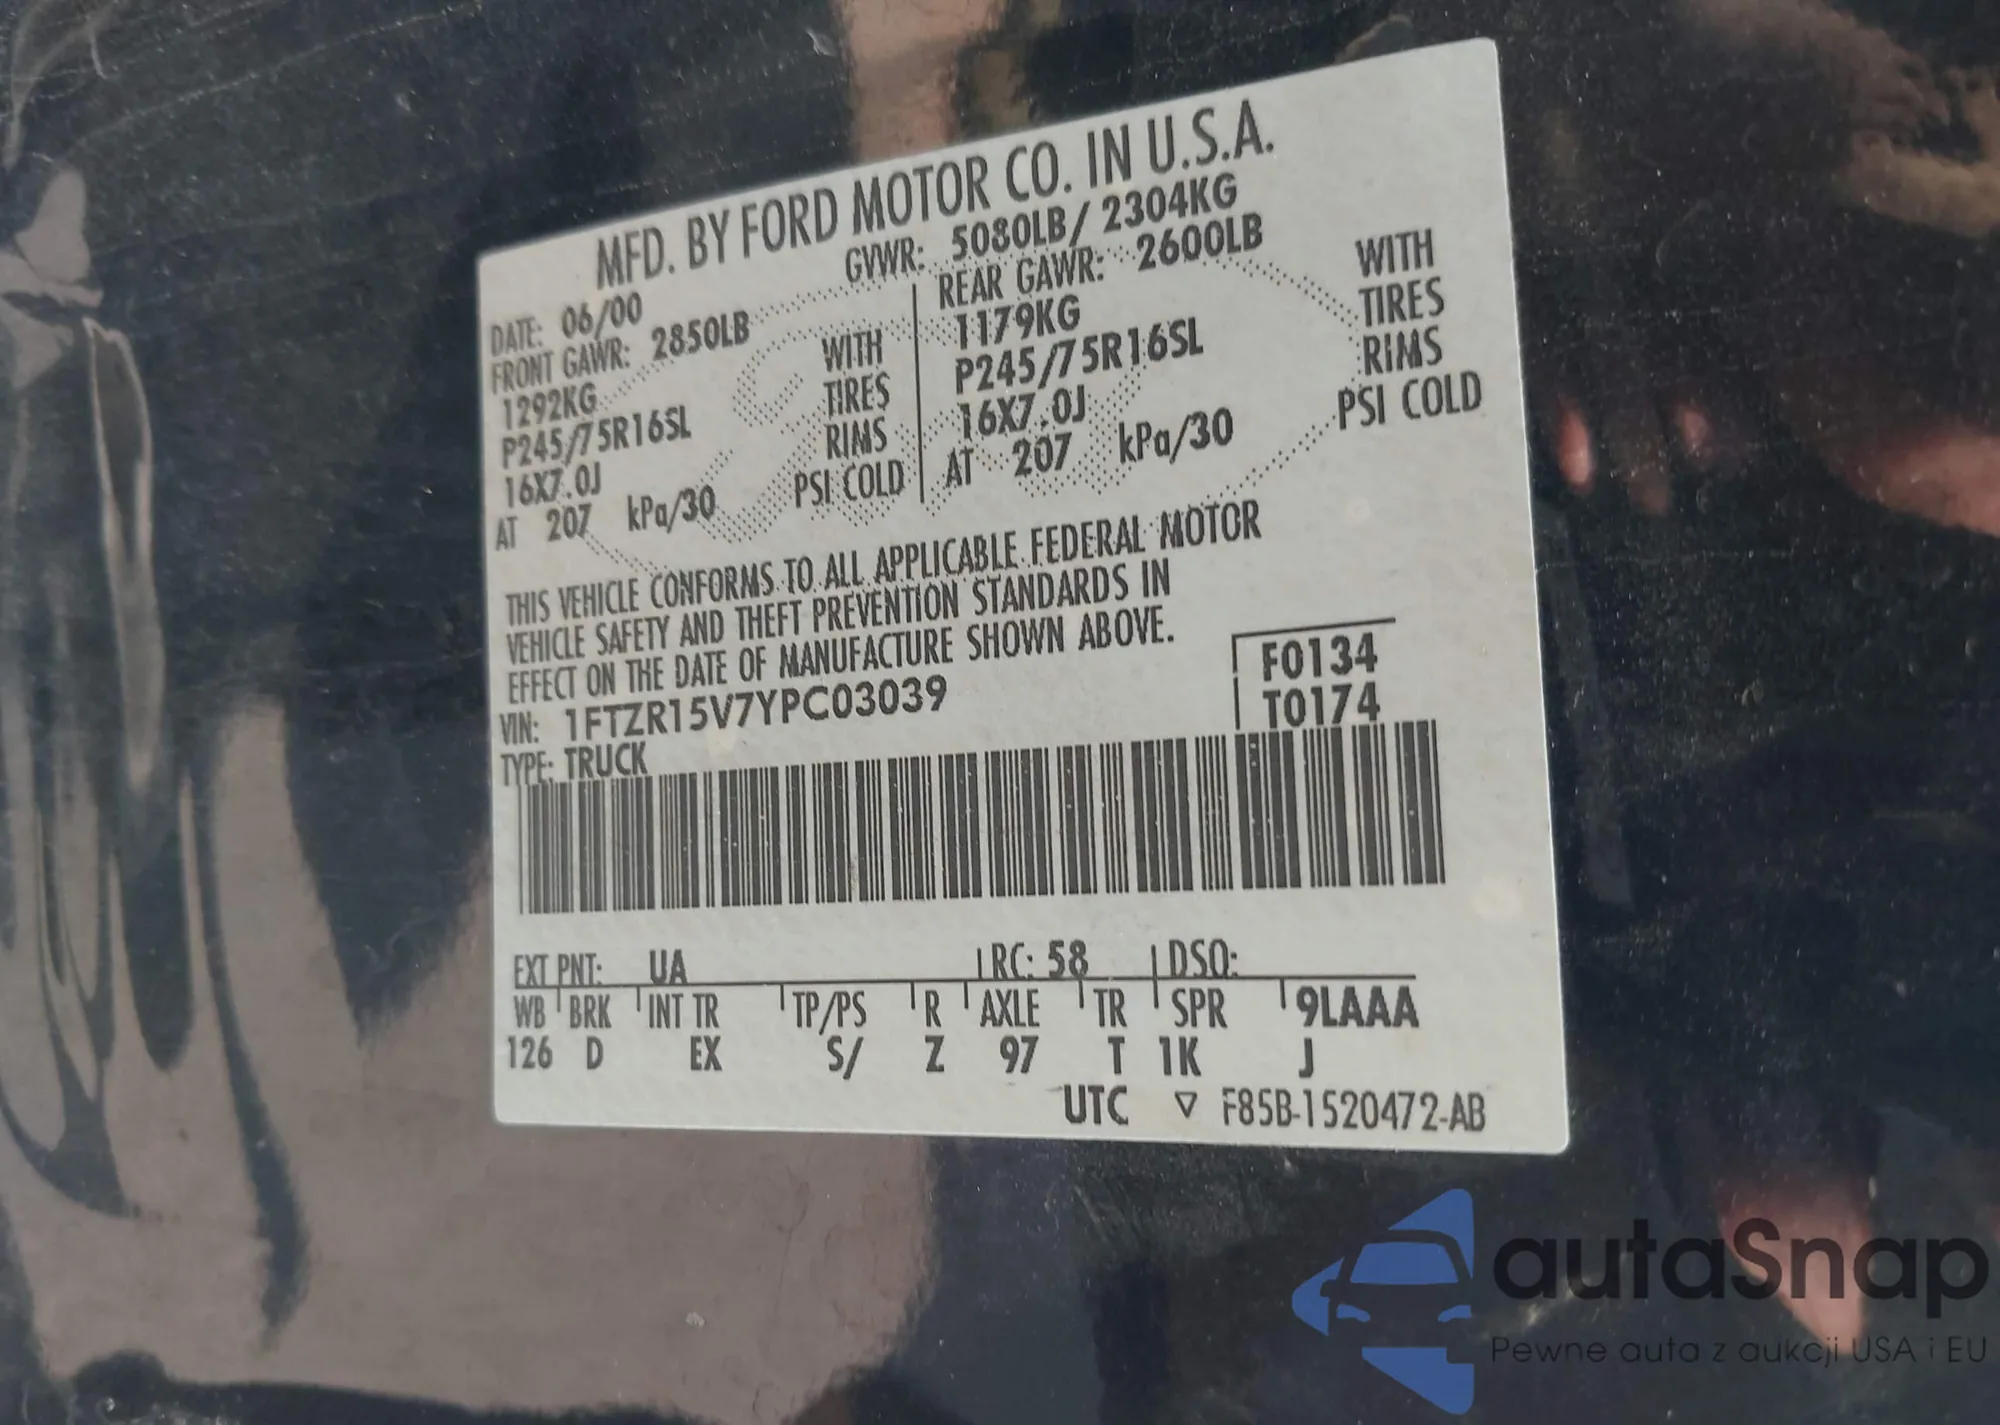 MFD. BY FORD MOTOR CO. IN U.S.A.
DATE: 06/00 GVWR: 5080LB/ 2304KG
FRONT GAWR: 2850LB REAR GAWR: 2600LB
1292KG WITH 1179KG WITH
P245/75R16SL TIRES P245/75R16SL TIRES
16X7.0J RIMS 16X7.0J RIMS
AT 207 kPa/30 PSI COLD AT 207 kPa/30 PSI COLD
THIS VEHICLE CONFORMS TO ALL APPLICABLE FEDERAL MOTOR
VEHICLE SAFETY AND THEFT PREVENTION STANDARDS IN
EFFECT ON THE DATE OF MANUFACTURE SHOWN ABOVE.
VIN: 1FTZR15V7YPC03039
TYPE: TRUCK
F0134
T0174
EXT PNT: UA RC: 58 DSO:
WB BRK INT TR TP/PS R AXLE TR SPR 9LAAA
126 D EX S/ Z 97 T 1K J
UTC ▽ F85B-1520472-AB
autaSnap
Pewne auta z aukcji USA i EU